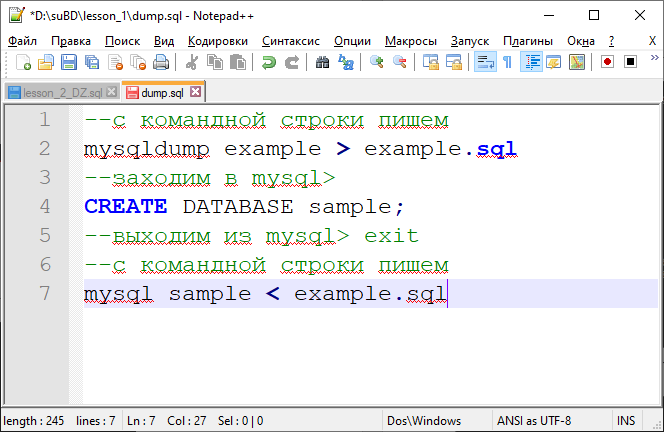 *D:\suBD\lesson_1\dump.sql - Notepad++
Файл Правка Поиск Вид Кодировки Синтаксис Опции Макросы Запуск Плагины Окна ? X
lesson_2_DZ.sql dump.sql
1 --с командной строки пишем
2 mysqldump example > example.sql
3 --заходим в mysql>
4 CREATE DATABASE sample;
5 --выходим из mysql> exit
6 --с командной строки пишем
7 mysql sample < example.sql
length : 245 lines : 7 Ln : 7 Col : 27 Sel : 0 | 0 Dos\Windows ANSI as UTF-8 INS